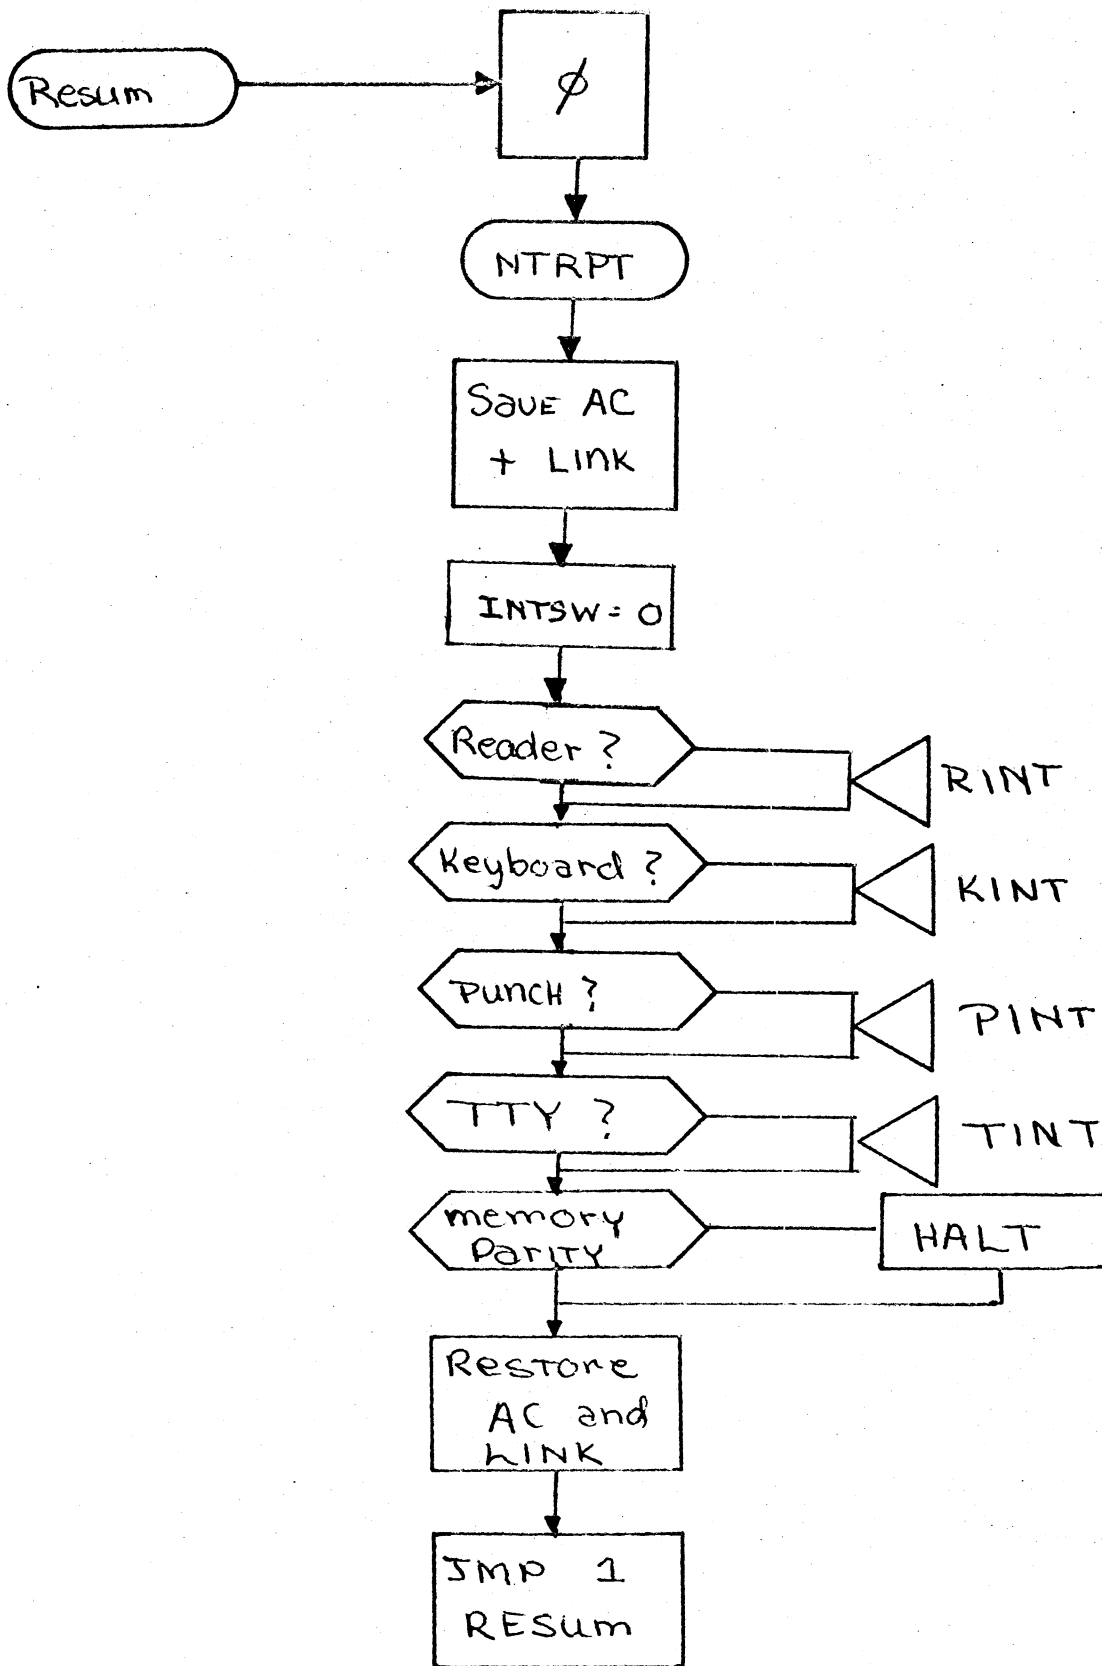 Resum
φ
NTRPT
Save AC
+ LINK
INTSW = 0
Reader ?
RINT
Keyboard ?
KINT
PUNCH ?
PINT
TTY ?
TINT
memory
Parity
HALT
Restore
AC and
LINK
JMP 1
RESum